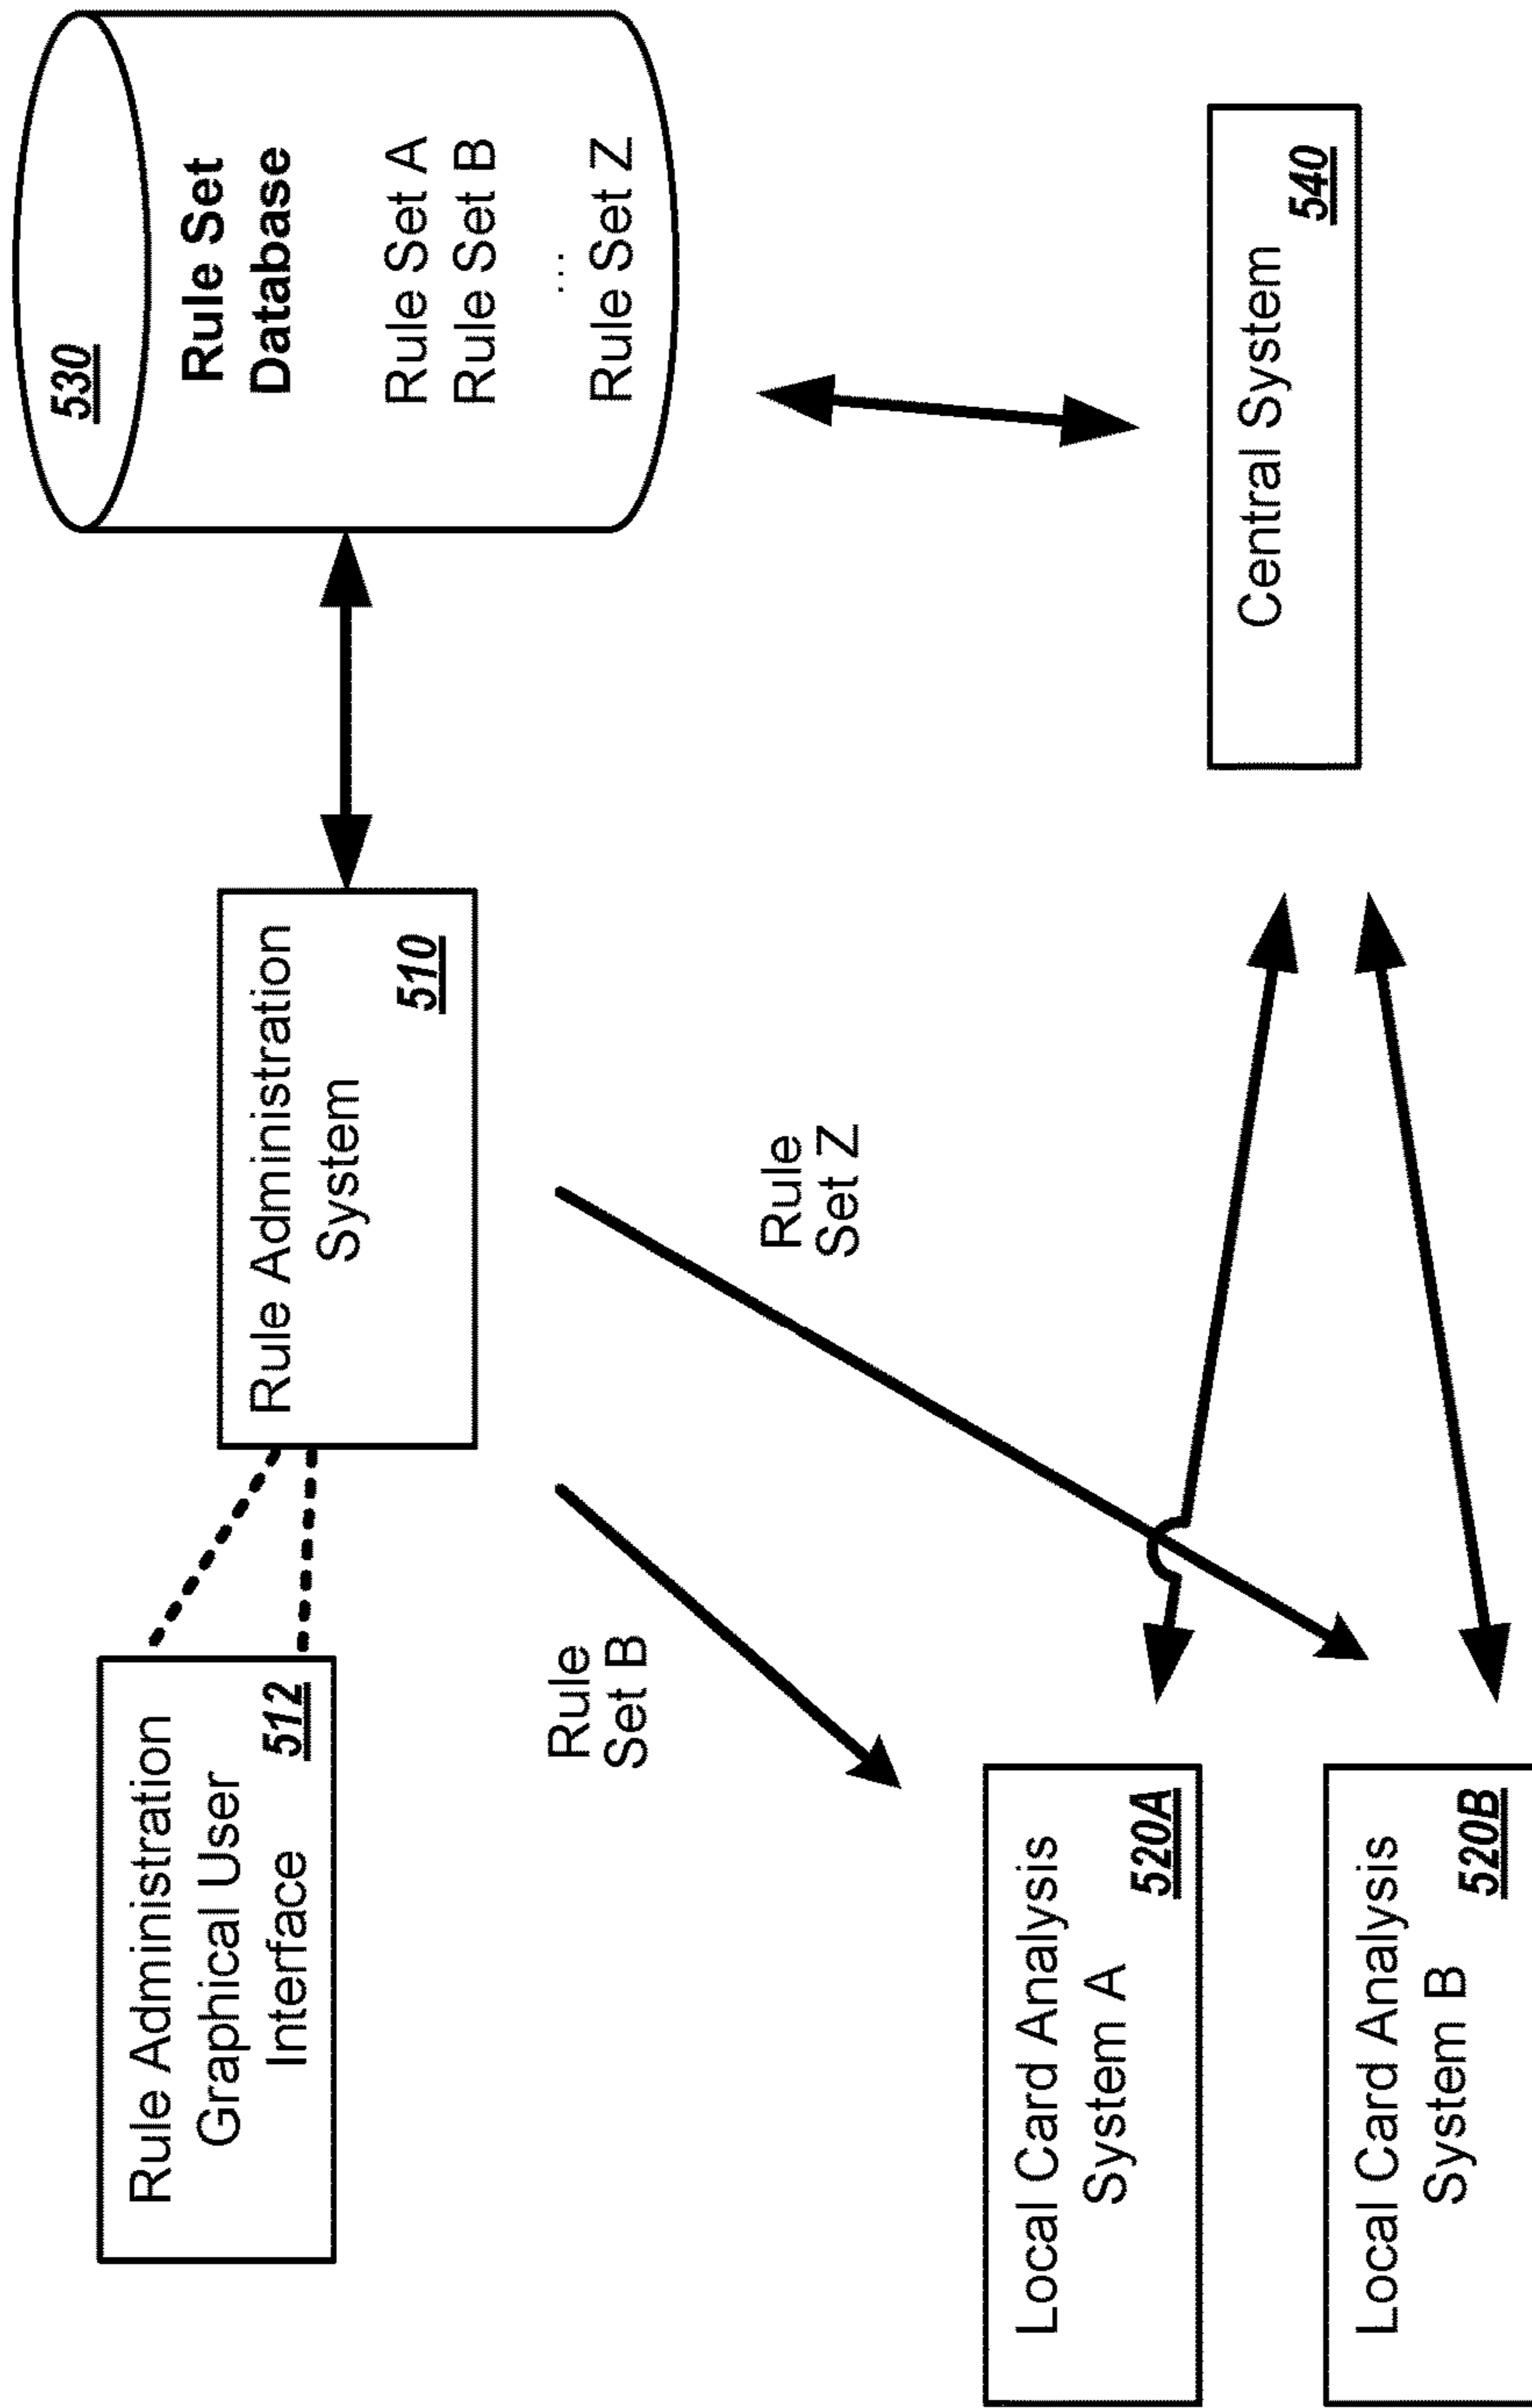 Rule Administration
Graphical User
Interface
512
Rule Administration
System
510
530
Rule Set
Database
Rule Set A
Rule Set B
...
Rule Set Z
Rule
Set B
Rule
Set Z
Local Card Analysis
System A
520A
Local Card Analysis
System B
520B
Central System
540